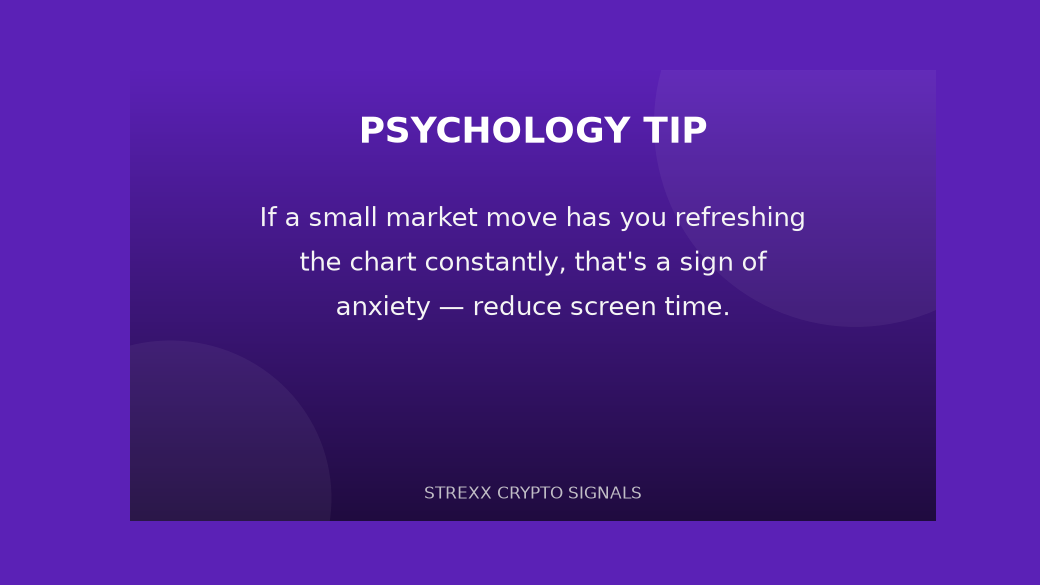 PSYCHOLOGY TIP
If a small market move has you refreshing
the chart constantly, that's a sign of
anxiety — reduce screen time.
STREXX CRYPTO SIGNALS